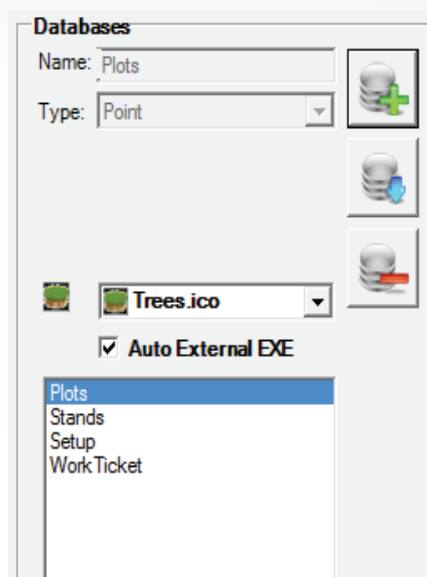 Databases
Name: Plots
Type: Point
Trees.ico
Auto External EXE
Plots
Stands
Setup
WorkTicket